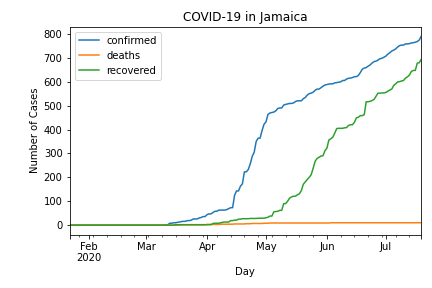 COVID-19 in Jamaica
800
700
600
500
400
300
200
100
0
Number of Cases
confirmed
deaths
recovered
Feb
2020
Mar
Apr
May
Jun
Jul
Day